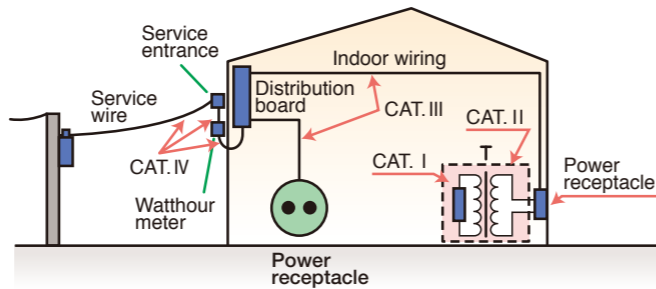 Service
entrance
Service
wire
CAT. IV
Watthour
meter
Distribution
board
Indoor wiring
CAT. III
CAT. II
CAT. I
T
Power
receptacle
Power
receptacle